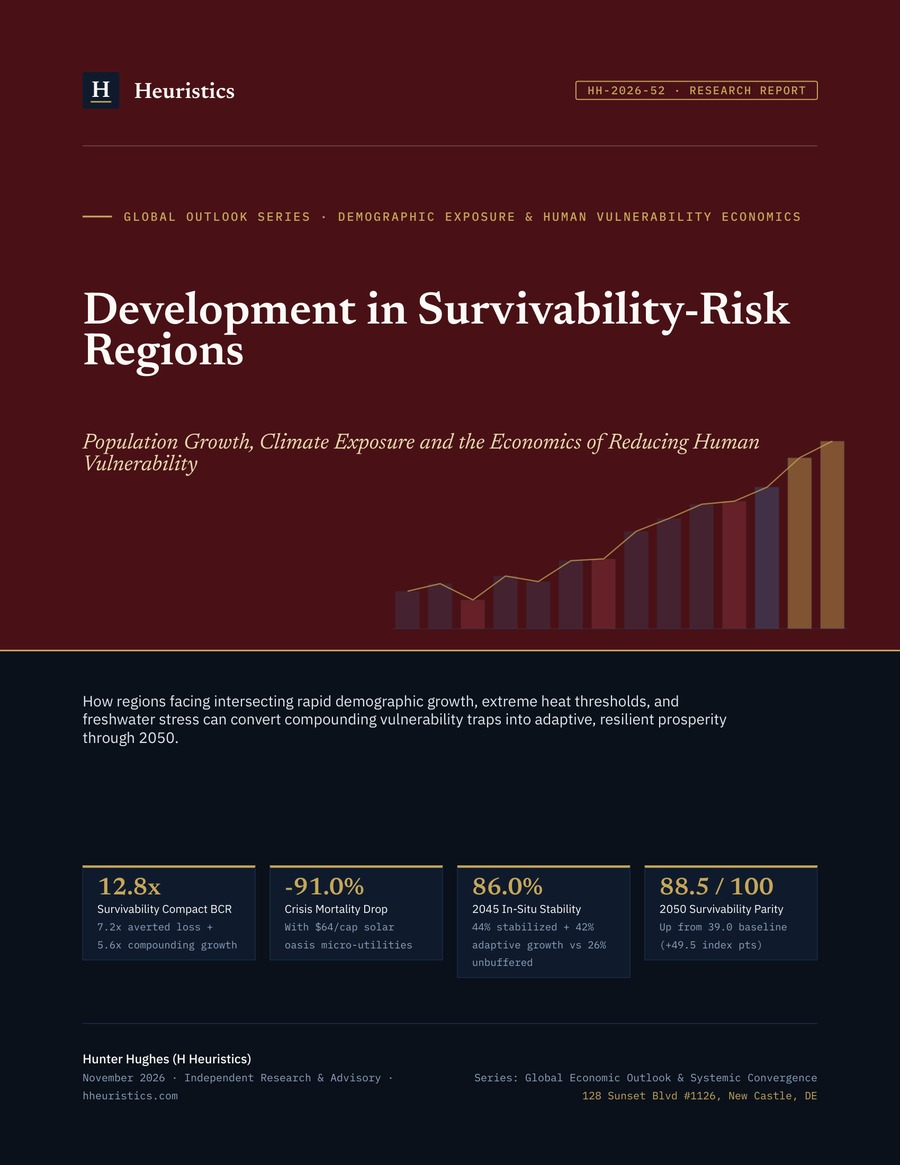 H
Heuristics
HH-2026-52 · RESEARCH REPORT
GLOBAL OUTLOOK SERIES · DEMOGRAPHIC EXPOSURE & HUMAN VULNERABILITY ECONOMICS
Development in Survivability-Risk
Regions
Population Growth, Climate Exposure and the Economics of Reducing Human
Vulnerability
How regions facing intersecting rapid demographic growth, extreme heat thresholds, and
freshwater stress can convert compounding vulnerability traps into adaptive, resilient prosperity
through 2050.
12.8x
Survivability Compact BCR
7.2x averted loss +
5.6x compounding growth
-91.0%
Crisis Mortality Drop
With $64/cap solar
oasis micro-utilities
86.0%
2045 In-Situ Stability
44% stabilized + 42%
adaptive growth vs 26%
unbuffered
88.5 / 100
2050 Survivability Parity
Up from 39.0 baseline
(+49.5 index pts)
Hunter Hughes (H Heuristics)
November 2026 · Independent Research & Advisory ·
hheuristics.com
Series: Global Economic Outlook & Systemic Convergence
128 Sunset Blvd #1126, New Castle, DE